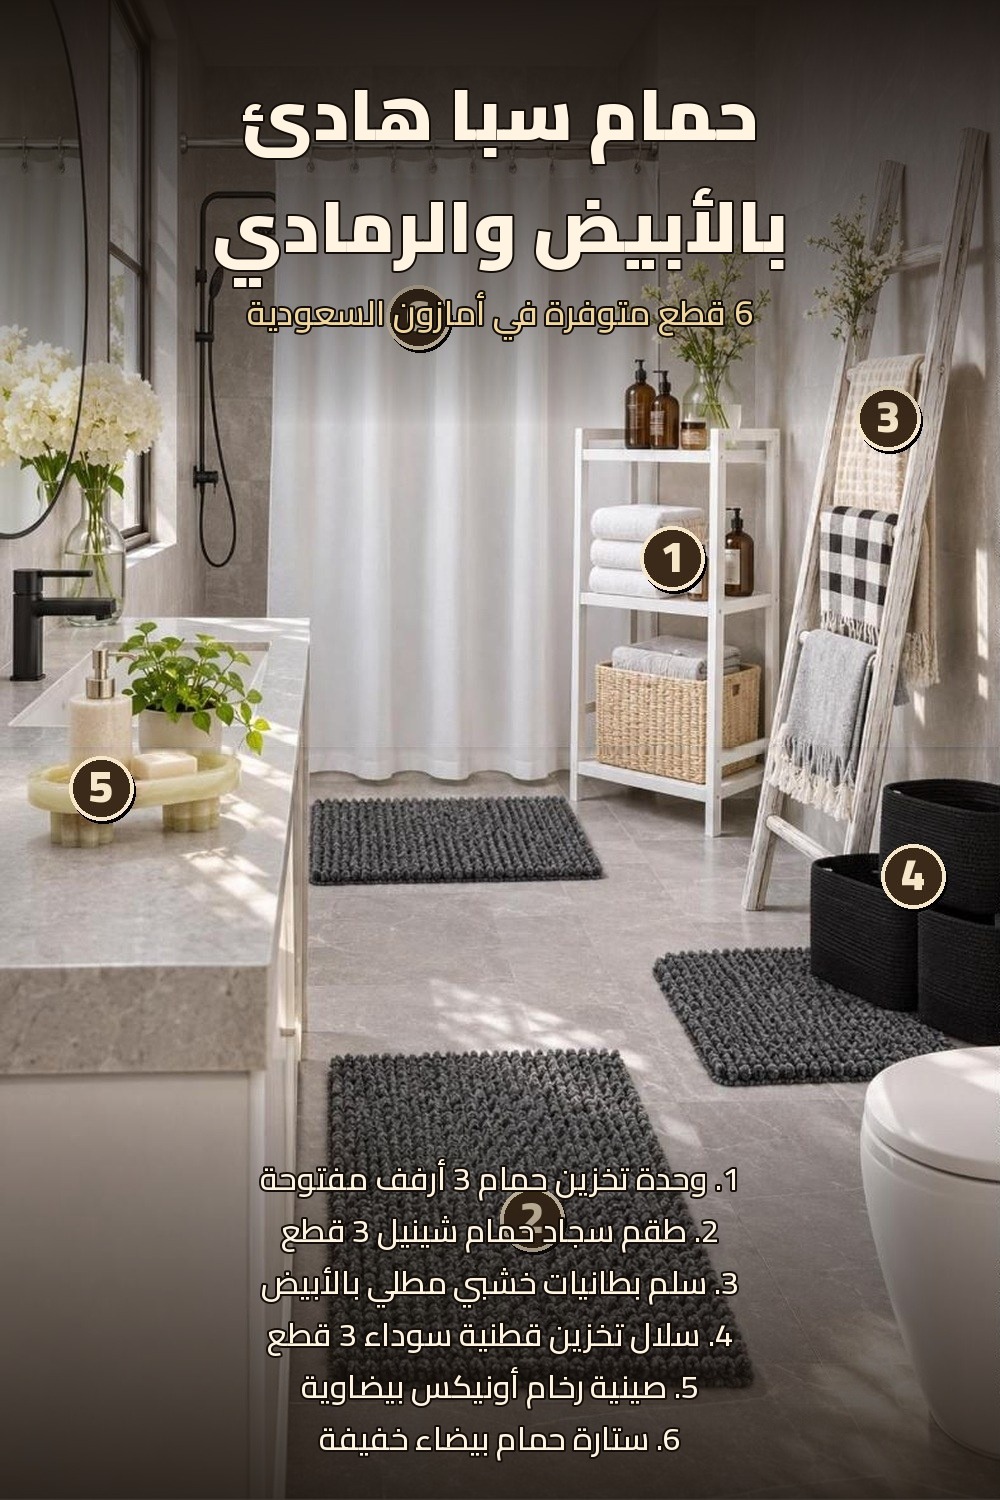 حمام سبا هادئ
بالأبيض والرمادي
6 قطع متوفرة في أمازون السعودية
3
1
5
4
2
1. وحدة تخزين حمام 3 أرفف مفتوحة
2. طقم سجاد حمام شينيل 3 قطع
3. سلم بطانيات خشبي مطلي بالأبيض
4. سلال تخزين قطنية سوداء 3 قطع
5. صينية رخام أونيكس بيضاوية
6. ستارة حمام بيضاء خفيفة